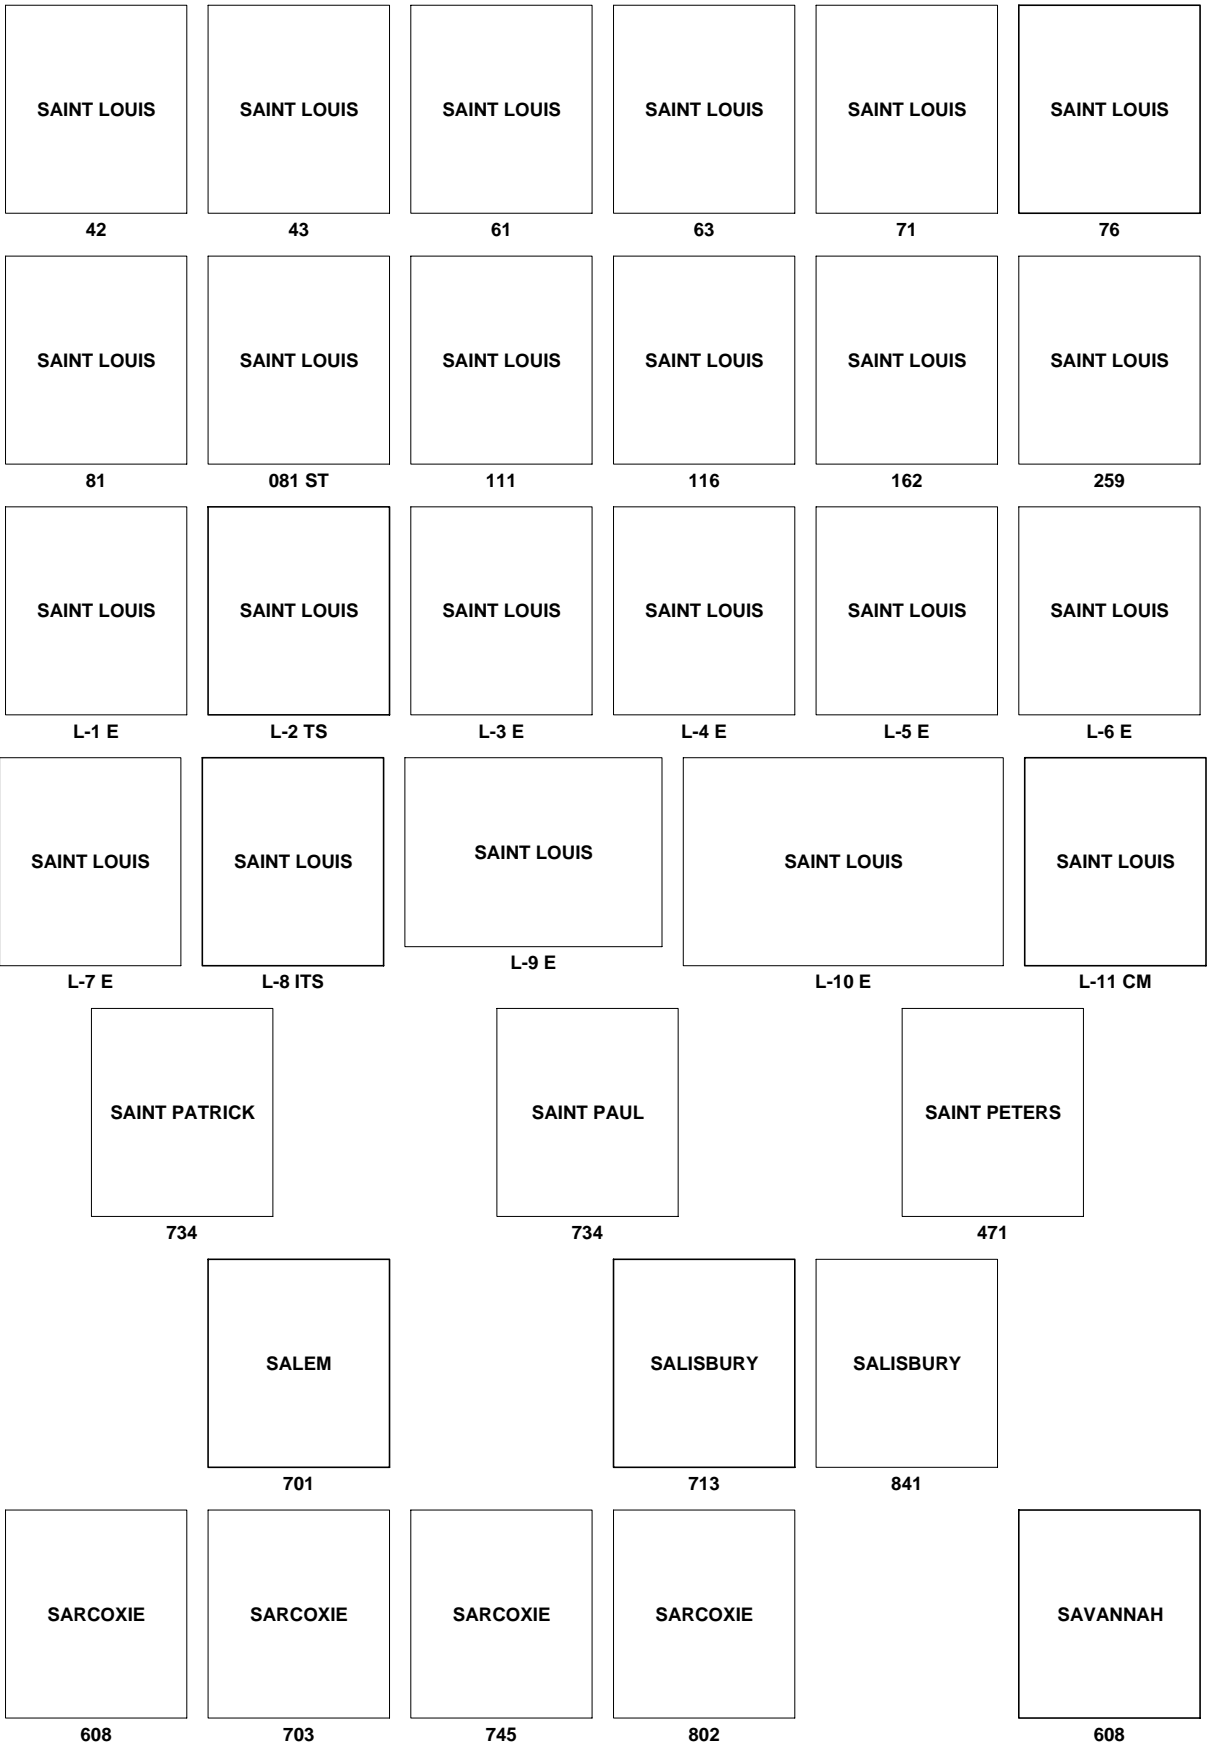 SAINT LOUIS SAINT LOUIS SAINT LOUIS SAINT LOUIS SAINT LOUIS SAINT LOUIS
42 43 61 63 71 76
SAINT LOUIS SAINT LOUIS SAINT LOUIS SAINT LOUIS SAINT LOUIS SAINT LOUIS
81 081 ST 111 116 162 259
SAINT LOUIS SAINT LOUIS SAINT LOUIS SAINT LOUIS SAINT LOUIS SAINT LOUIS
L-1 E L-2 TS L-3 E L-4 E L-5 E L-6 E
SAINT LOUIS SAINT LOUIS SAINT LOUIS SAINT LOUIS SAINT LOUIS
L-7 E L-8 ITS L-9 E L-10 E L-11 CM
SAINT PATRICK SAINT PAUL SAINT PETERS
734 734 471
SALEM SALISBURY SALISBURY
701 713 841
SARCOXIE SARCOXIE SARCOXIE SARCOXIE SAVANNAH
608 703 745 802 608